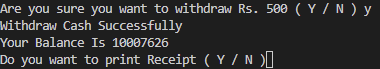 Are you sure you want to withdraw Rs. 500 ( Y / N ) y
Withdraw Cash Successfully
Your Balance Is 10007626
Do you want to print Receipt ( Y / N )